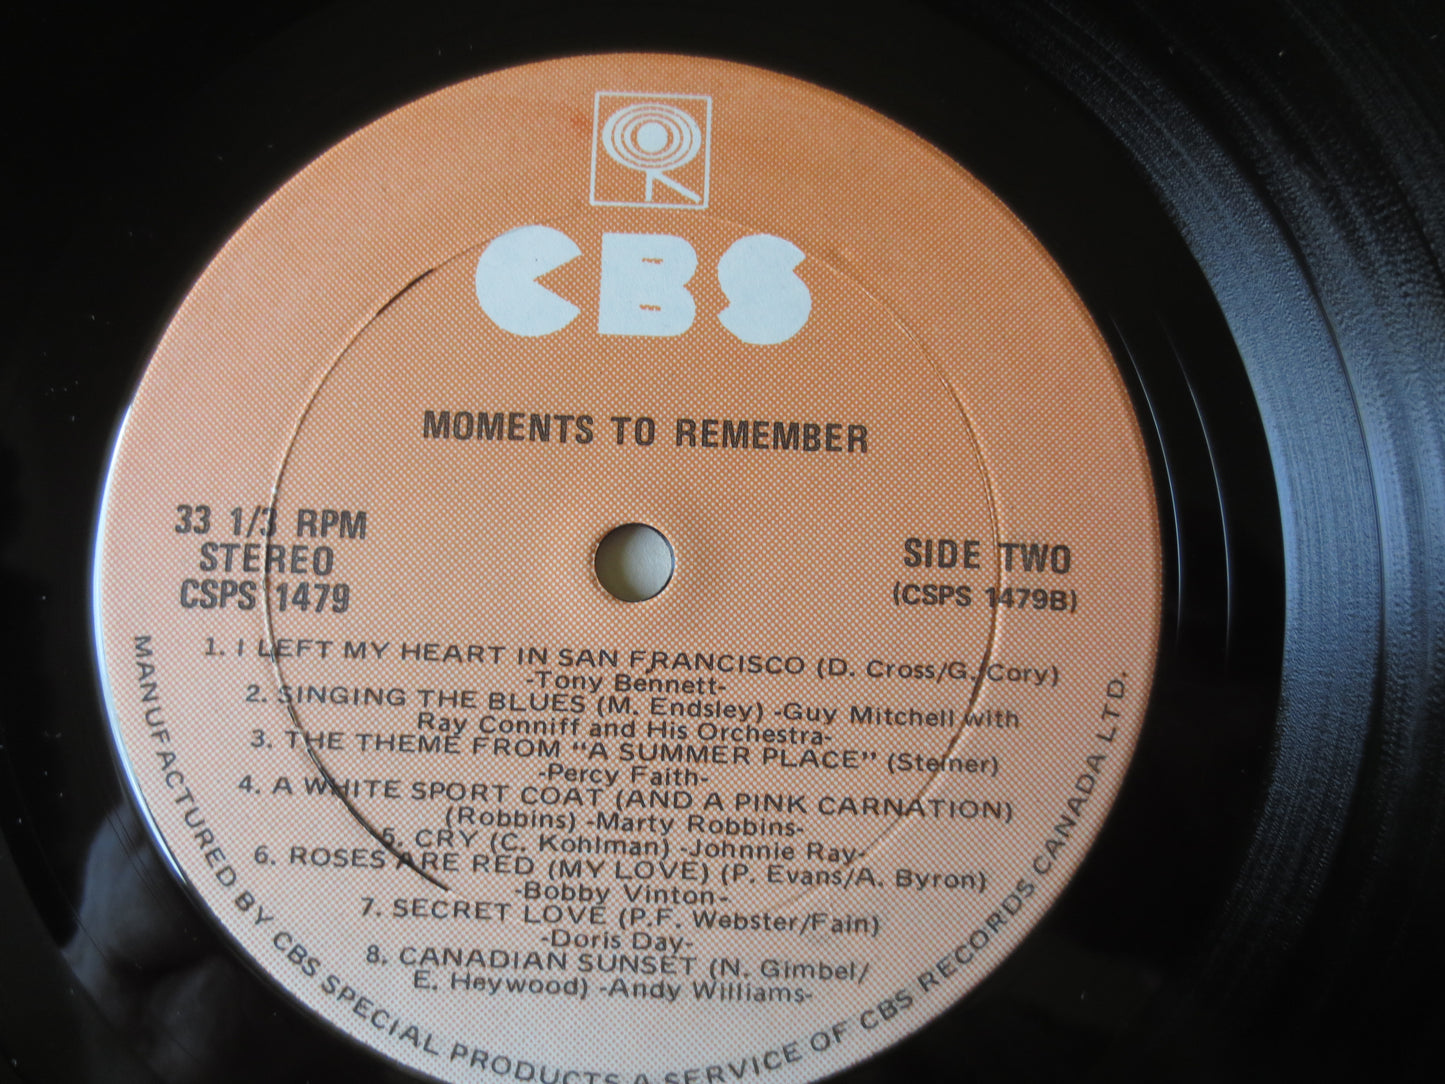 CBS
MOMENTS TO REMEMBER
33 1/3 RPM
STEREO
CSPS 1479
SIDE TWO
(CSPS 1479B)
1. I LEFT MY HEART IN SAN FRANCISCO (D. Cross/G. Cory)
-Tony Bennett-
2. SINGING THE BLUES (M. Endsley) -Guy Mitchell with
Ray Conniff and His Orchestra-
3. THE THEME FROM "A SUMMER PLACE" (Steiner)
-Percy Faith-
4. A WHITE SPORT COAT (AND A PINK CARNATION)
(Robbins) -Marty Robbins-
5. CRY (C. Kohlman) -Johnnie Ray-
6. ROSES ARE RED (MY LOVE) (P. Evans/A. Byron)
-Bobby Vinton-
7. SECRET LOVE (P.F. Webster/Fain)
-Doris Day-
8. CANADIAN SUNSET (N. Gimbel/
E. Heywood) -Andy Williams-
MANUFACTURED BY CBS SPECIAL PRODUCTS A SERVICE OF CBS RECORDS CANADA LTD.